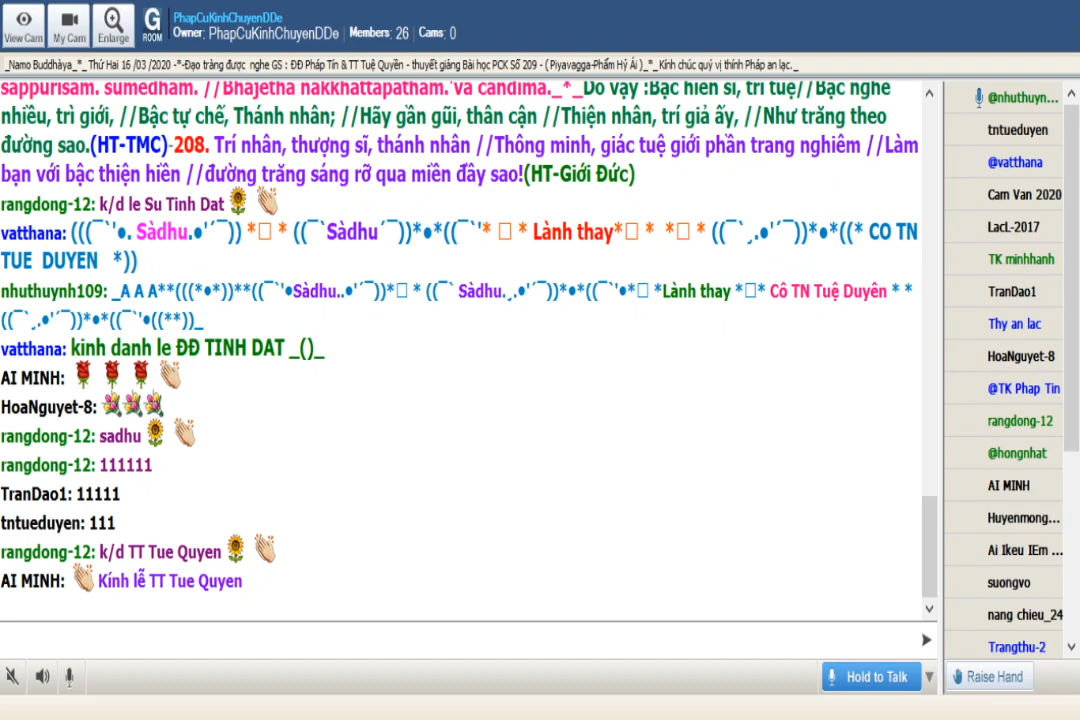 PhapCuKinhChuyenDDe
Owner: PhapCuKinhChuyenDDe Members: 26 Cams: 0
View Cam My Cam Enlarge G ROOM
_Namo Buddhàya_*_ Thứ Hai 16 /03 /2020 -*-Đạo tràng được nghe GS : ĐĐ Pháp Tín & TT Tuệ Quyền - thuyết giảng Bài học PCK Số 209 - ( Piyavagga-Phẩm Hỷ Ái )_*_ Kính chúc quý vị thính Pháp an lạc._
sappurisam. sumedham. //Bhajetha nakkhattapatham.'va candima._*_Do vậy :Bậc hiền sĩ, trí tuệ//Bậc nghe
nhiều, trì giới, //Bậc tự chế, Thánh nhân; //Hãy gần gũi, thân cận //Thiện nhân, trí giả ấy, //Như trăng theo
đường sao.(HT-TMC)-208. Trí nhân, thượng sĩ, thánh nhân //Thông minh, giác tuệ giới phần trang nghiêm //Làm
bạn với bậc thiện hiền //đường trăng sáng rỡ qua miền đầy sao!(HT-Giới Đức)
rangdong-12: k/d le Su Tinh Dat
vatthana: (((¯`'•. Sàdhu.•'´¯)) *▯ * ((¯`Sàdhu´¯))*•*((¯`'* ▯ * Lành thay*▯ * *▯ * ((¯`¸.•'´¯))*•*((* CO TN
TUE DUYEN *))
nhuthuynh109: _A A A**(((*•*))**((¯`'•Sàdhu..•'´¯))*▯ * ((¯` Sàdhu.¸.•'´¯))*•*((¯`'•*▯ *Lành thay *▯* Cô TN Tuệ Duyên * *
((¯`¸.•'´¯))*•*((¯`'•((**))_
vatthana: kinh danh le ĐĐ TINH DAT _()_
AI MINH:
HoaNguyet-8:
rangdong-12: sadhu
rangdong-12: 111111
TranDao1: 11111
tntueduyen: 111
rangdong-12: k/d TT Tue Quyen
AI MINH: Kính lễ TT Tue Quyen
Hold to Talk
@nhuthuyn...
tntueduyen
@vatthana
Cam Van 2020
LacL-2017
TK minhhanh
TranDao1
Thy an lac
HoaNguyet-8
@TK Phap Tin
rangdong-12
@hongnhat
AI MINH
Huyenmong...
Ai Ikeu IEm ...
suongvo
nang chieu_24
Trangthu-2
Raise Hand